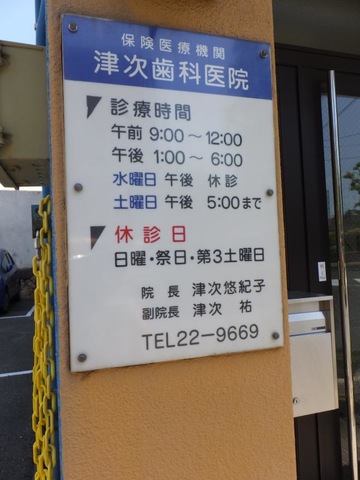 保険医療機関
津次歯科医院
診療時間
午前 9:00〜12:00
午後 1:00〜6:00
水曜日 午後 休診
土曜日 午後 5:00まで
休診日
日曜・祭日・第3土曜日
院長 津次悠紀子
副院長 津次 祐
TEL22-9669